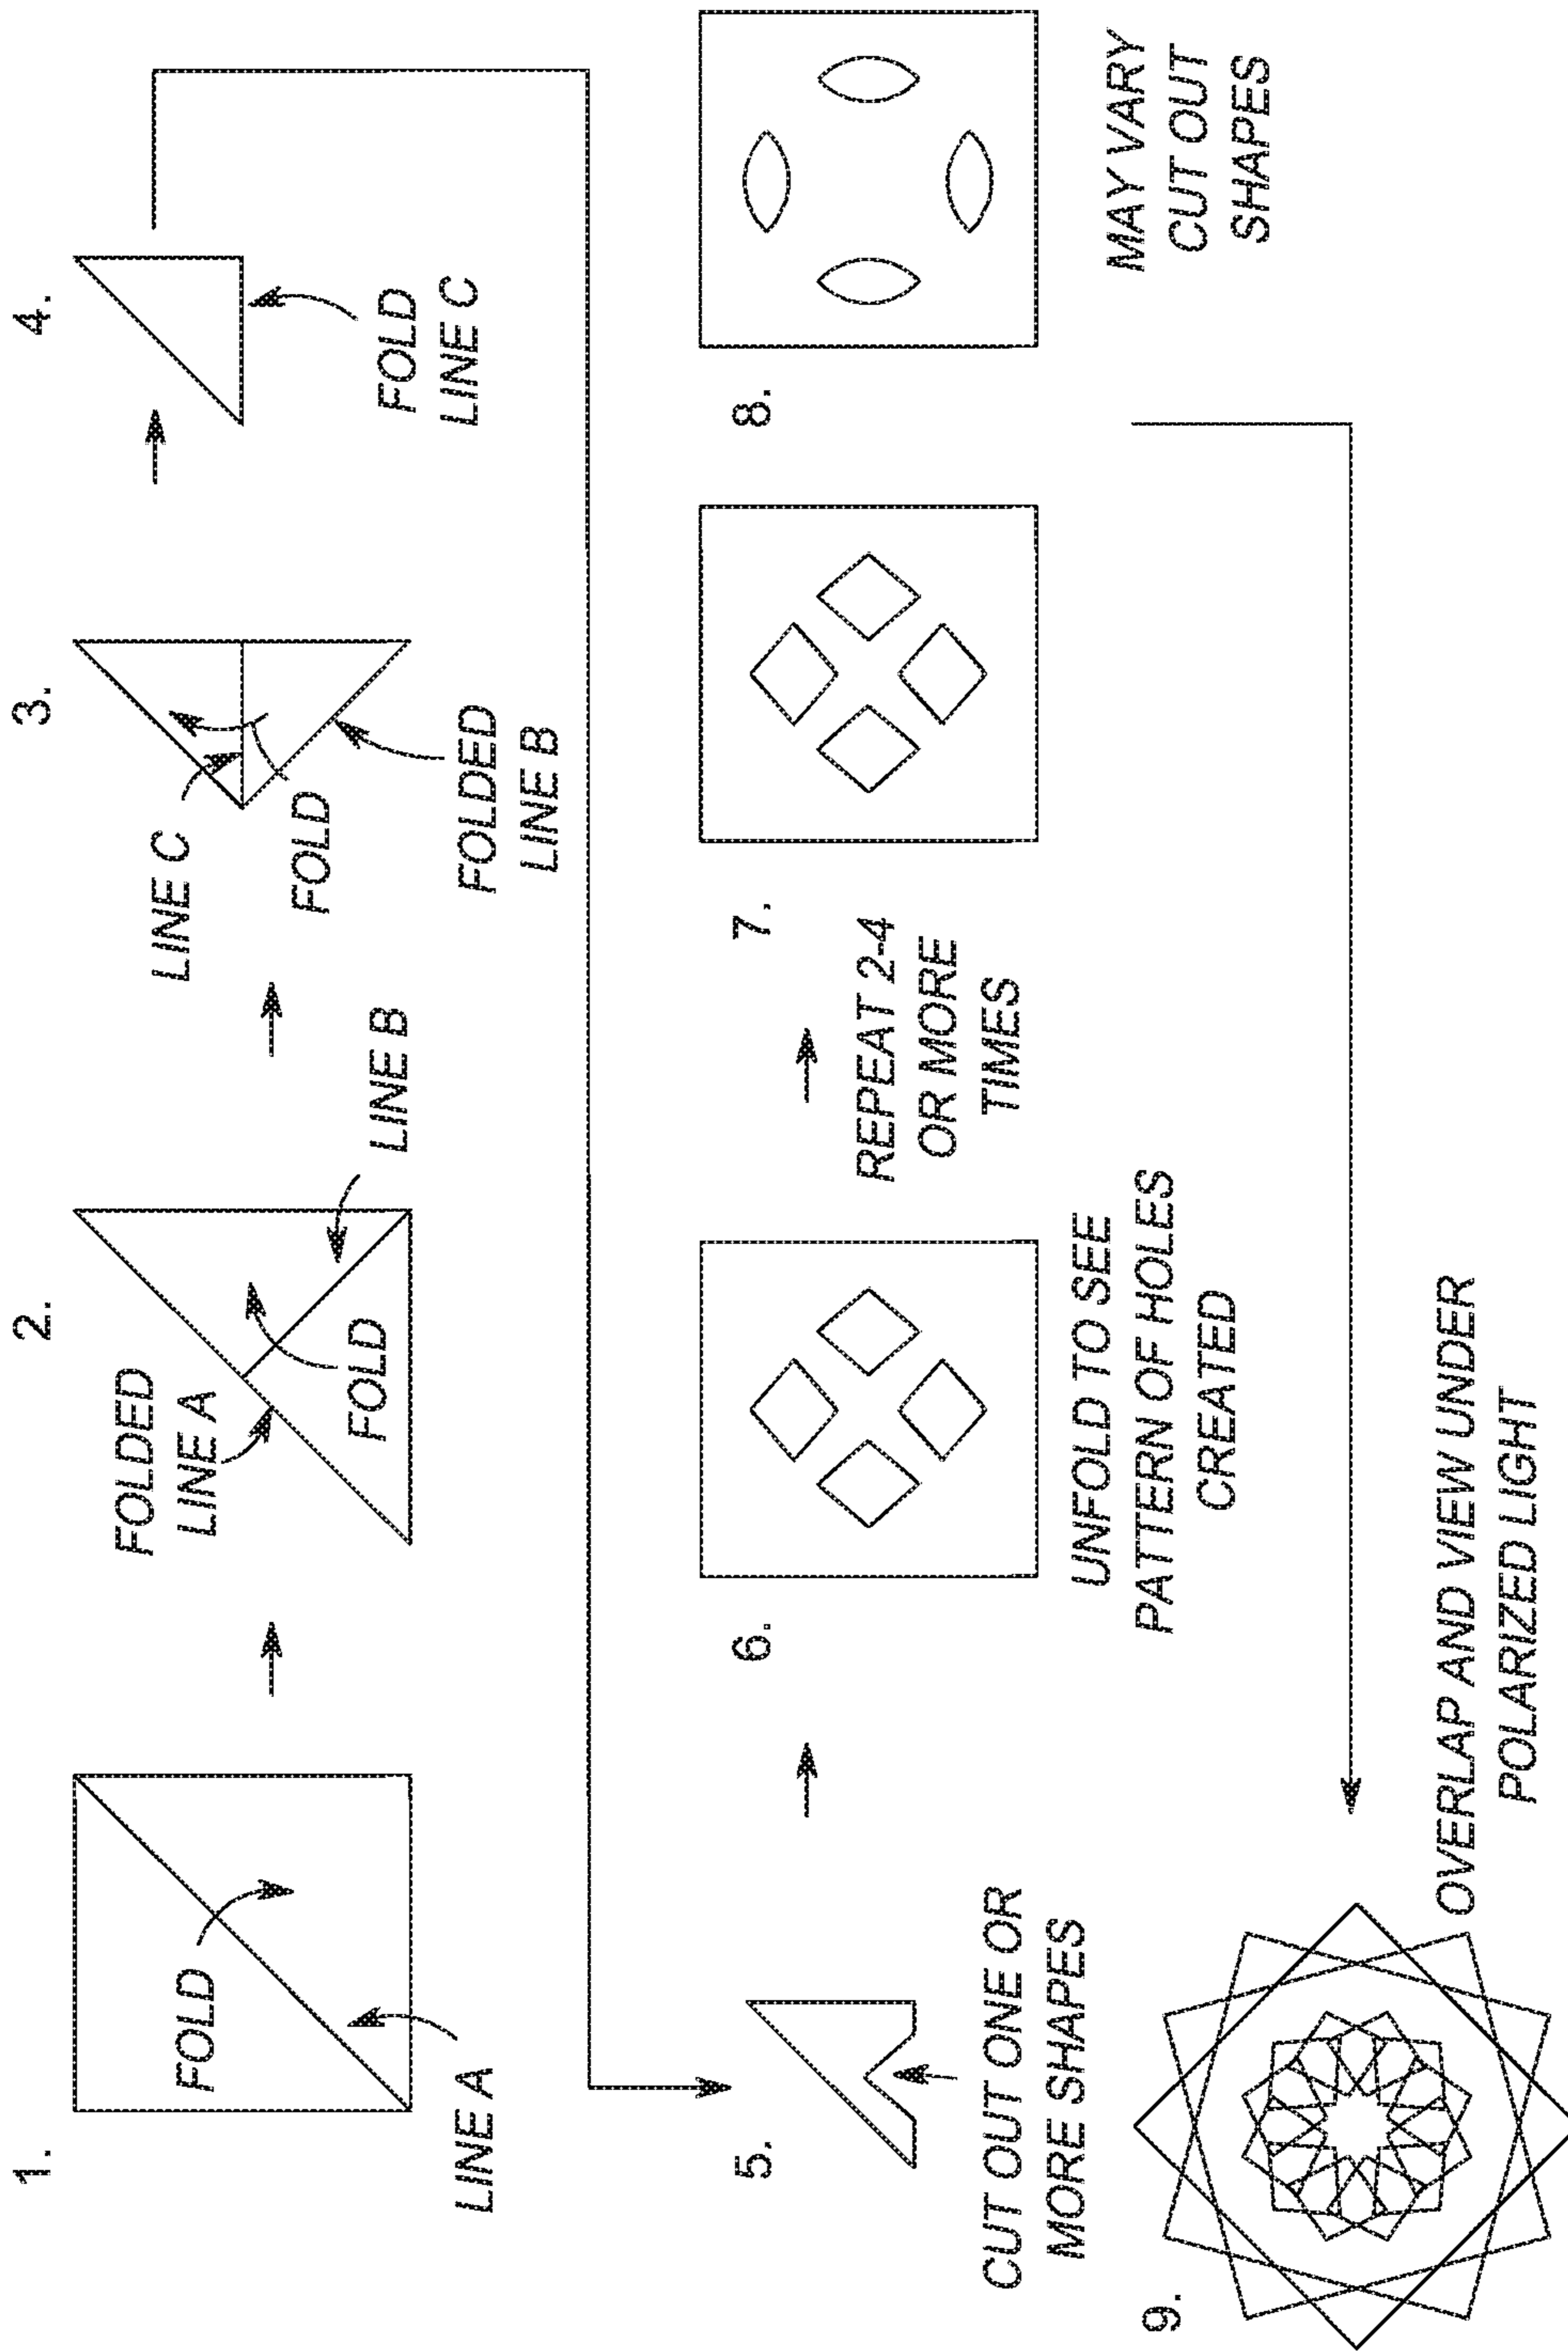 1.
FOLD
LINE A
2.
FOLDED
LINE A
FOLD
LINE B
3.
LINE C
FOLD
FOLDED
LINE B
4.
FOLD
LINE C
5.
CUT OUT ONE OR
MORE SHAPES
6.
UNFOLD TO SEE
PATTERN OF HOLES
CREATED
REPEAT 2-4
OR MORE
TIMES
7.
8.
MAY VARY
CUT OUT
SHAPES
9.
OVERLAP AND VIEW UNDER
POLARIZED LIGHT